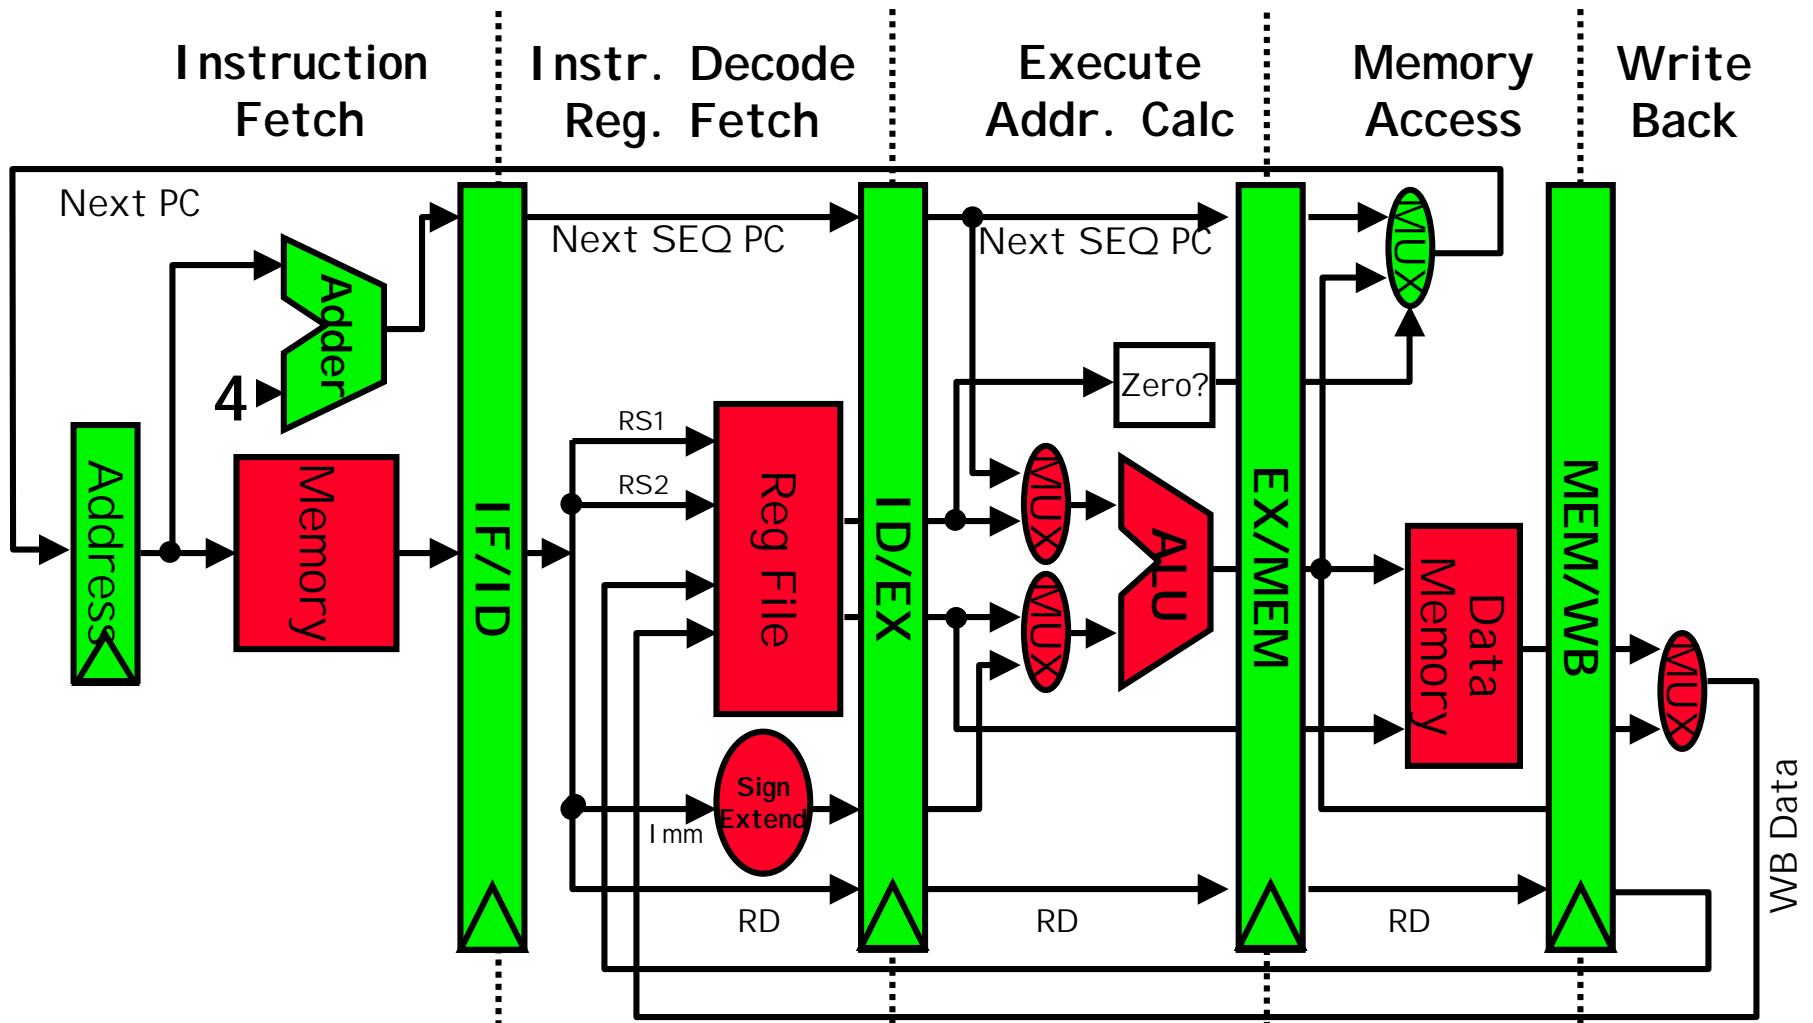 Instruction
Fetch
Instr. Decode
Reg. Fetch
Execute
Addr. Calc
Memory
Access
Write
Back
Next PC
Next SEQ PC
Next SEQ PC
MUX
Adder
4
Zero?
Address
Memory
IF/ID
RS1
RS2
Reg File
ID/EX
MUX
MUX
ALU
EX/MEM
Data
Memory
MEM/WB
MUX
Sign
Extend
Imm
RD
RD
RD
WB Data